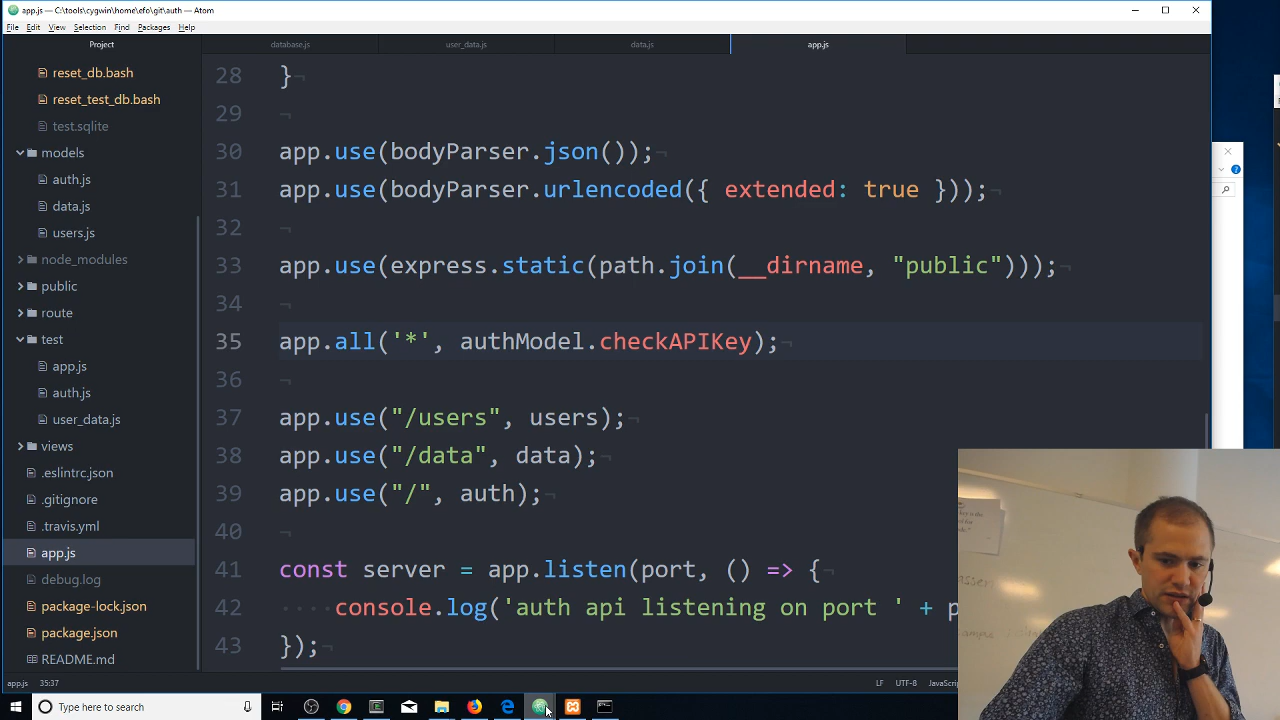 app.js — C:\tools\cygwin\home\efo\git\auth — Atom
File Edit View Selection Find Packages Help
Project
database.js user_data.js data.js app.js
reset_db.bash
reset_test_db.bash
test.sqlite
models
auth.js
data.js
users.js
node_modules
public
route
test
app.js
auth.js
user_data.js
views
.eslintrc.json
.gitignore
.travis.yml
app.js
debug.log
package-lock.json
package.json
README.md
28 }
29
30 app.use(bodyParser.json());
31 app.use(bodyParser.urlencoded({ extended: true }));
32
33 app.use(express.static(path.join(__dirname, "public")));
34
35 app.all('*', authModel.checkAPIKey);
36
37 app.use("/users", users);
38 app.use("/data", data);
39 app.use("/", auth);
40
41 const server = app.listen(port, () => {
42 console.log('auth api listening on port ' + p
43 });
app.js 35:37 LF UTF-8 JavaScript
Type here to search